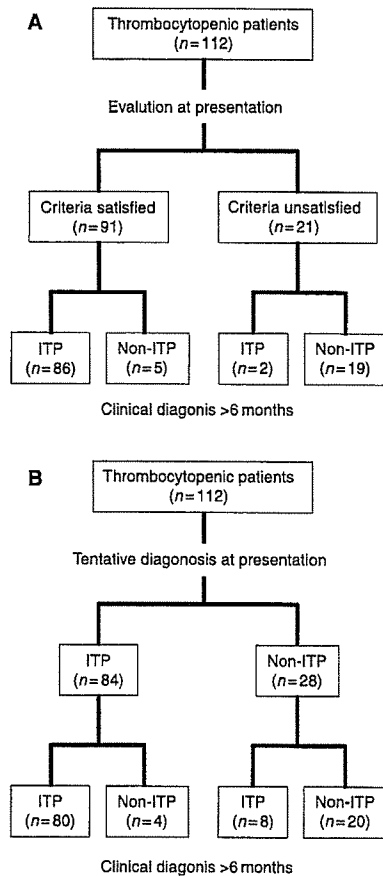 A
Thrombocytopenic patients
(n=112)
Evalution at presentation
Criteria satisfied
(n=91)
Criteria unsatisfied
(n=21)
ITP
(n=86)
Non-ITP
(n=5)
ITP
(n=2)
Non-ITP
(n=19)
Clinical diagonis >6 months
B
Thrombocytopenic patients
(n=112)
Tentative diagonosis at presentation
ITP
(n=84)
Non-ITP
(n=28)
ITP
(n=80)
Non-ITP
(n=4)
ITP
(n=8)
Non-ITP
(n=20)
Clinical diagonis >6 months